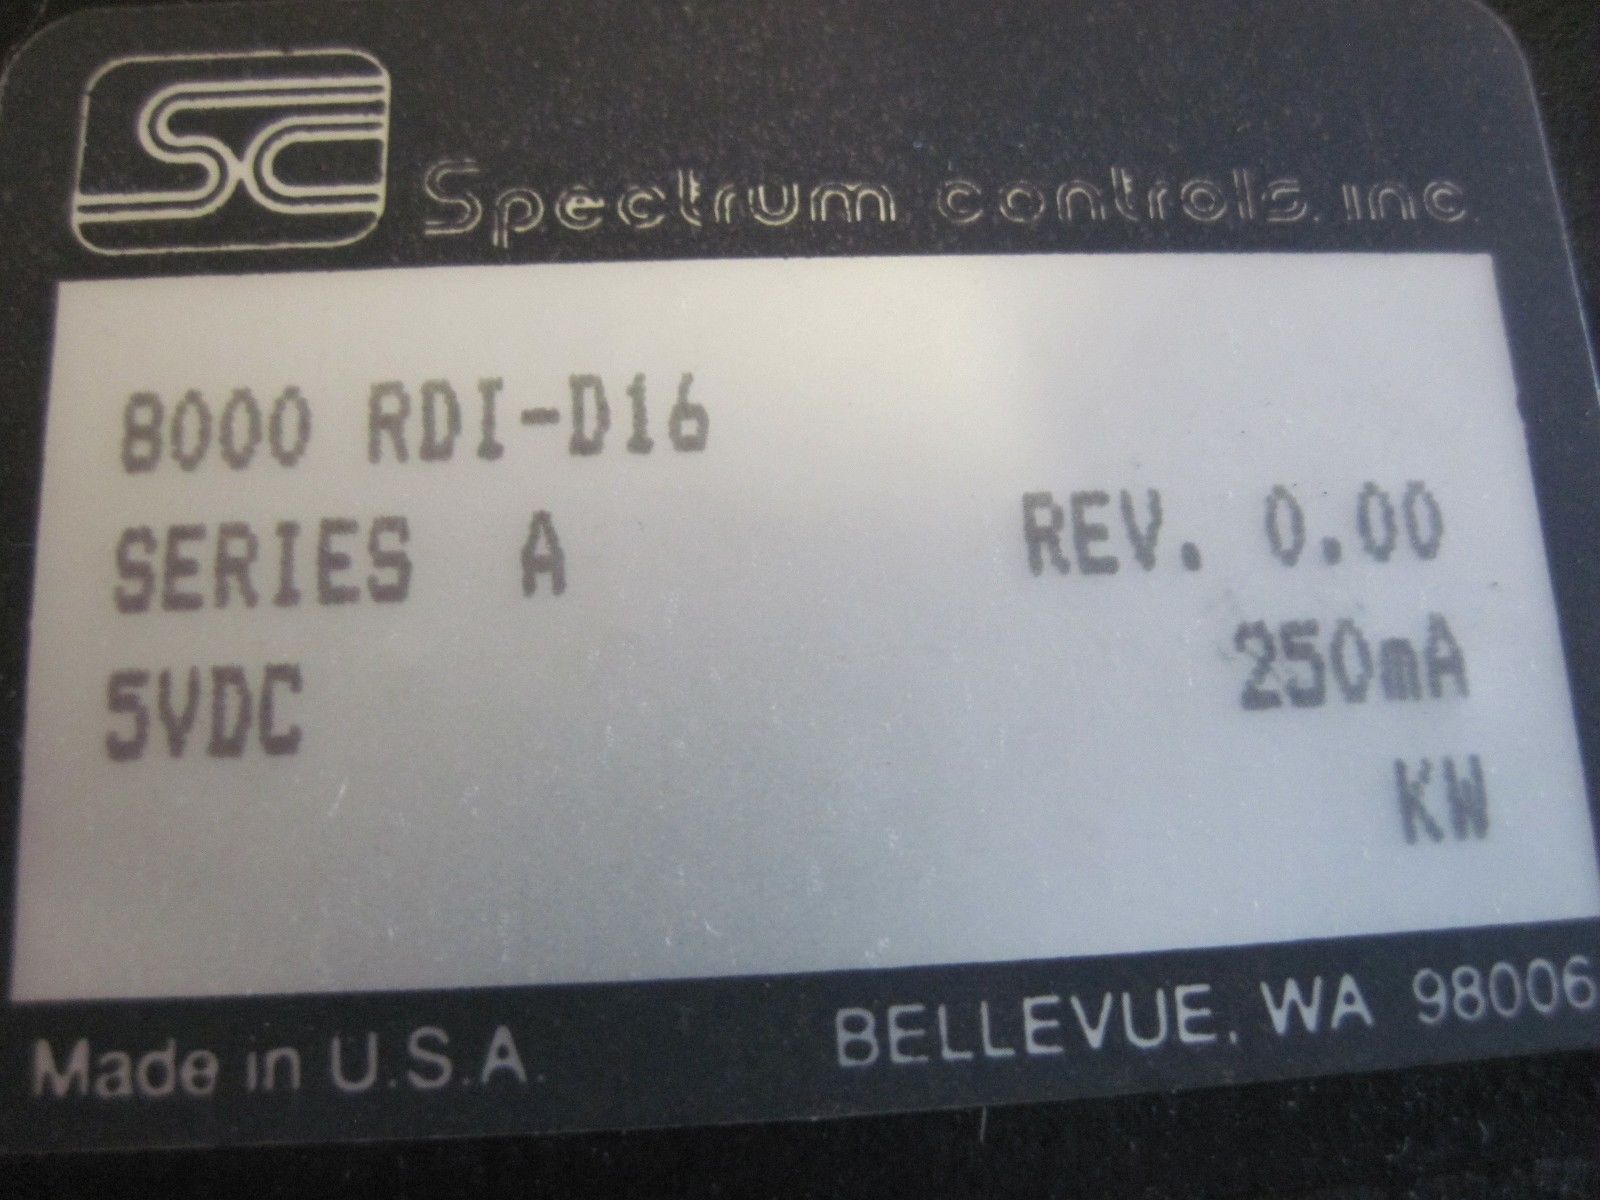 SC
Spectrum controls, inc.
8000 RDI-D16
SERIES A REV. 0.00
5VDC 250mA
KW
Made in U.S.A. BELLEVUE, WA 98006